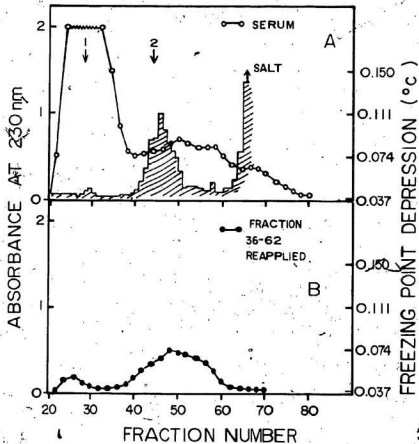 SERUM
A
1
2
SALT
2
1
0
0.150
0.111
0.074
0.037
ABSORBANCE AT 230nm
FREEZING POINT DEPRESSION (°C)
FRACTION
36-62
REAPPLIED
B
2
1
0
0.150
0.111
0.074
0.037
20 30 40 50 60 70 80
FRACTION NUMBER